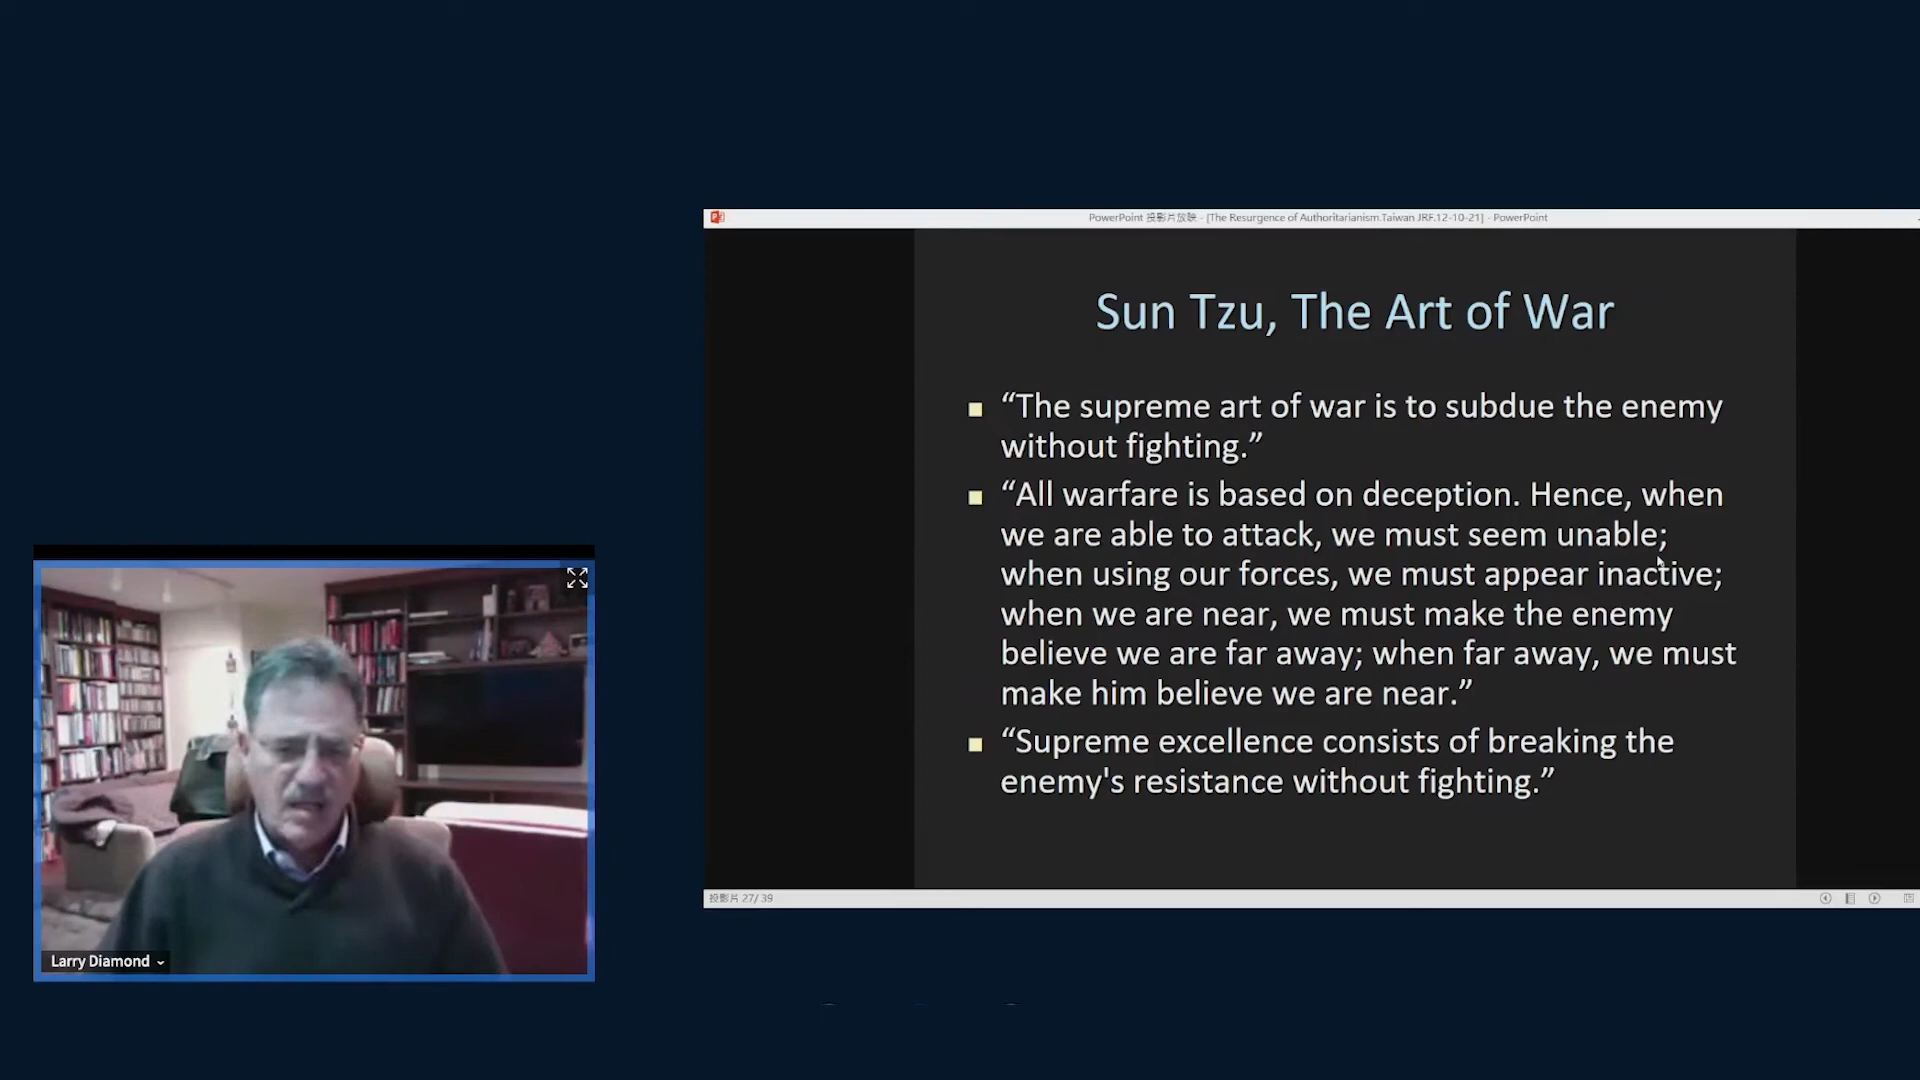 PowerPoint 投影片放映 - [The Resurgence of Authoritarianism.Taiwan JRF.12-10-21] - PowerPoint
Sun Tzu, The Art of War
“The supreme art of war is to subdue the enemy
without fighting.”
“All warfare is based on deception. Hence, when
we are able to attack, we must seem unable;
when using our forces, we must appear inactive;
when we are near, we must make the enemy
believe we are far away; when far away, we must
make him believe we are near.”
“Supreme excellence consists of breaking the
enemy's resistance without fighting.”
投影片 27/ 39
Larry Diamond